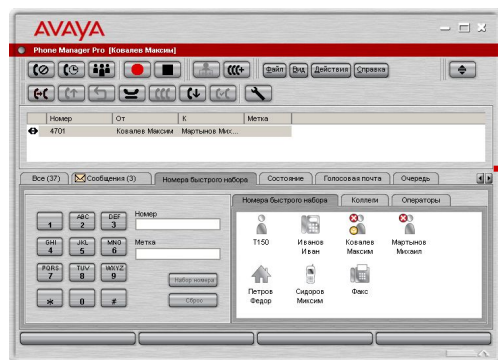 AVAYA
Phone Manager Pro [Ковалев Максим]
Файл Вид Действия Справка
Номер От К Метка
4701 Ковалев Максим Мартынов Мих...
Все (37) Сообщения (3) Номера быстрого набора Состояние Голосовая почта Очередь
Номера быстрого набора Коллеги Операторы
1 ABC 2 DEF 3 Номер
GHI 4 JKL 5 MNO 6 Метка
PQRS 7 TUV 8 WXYZ 9 Набор номера
* 0 # Сброс
T150 Иванов Иван Ковалев Максим Мартынов Михаил
Петров Федор Сидоров Миксим Факс